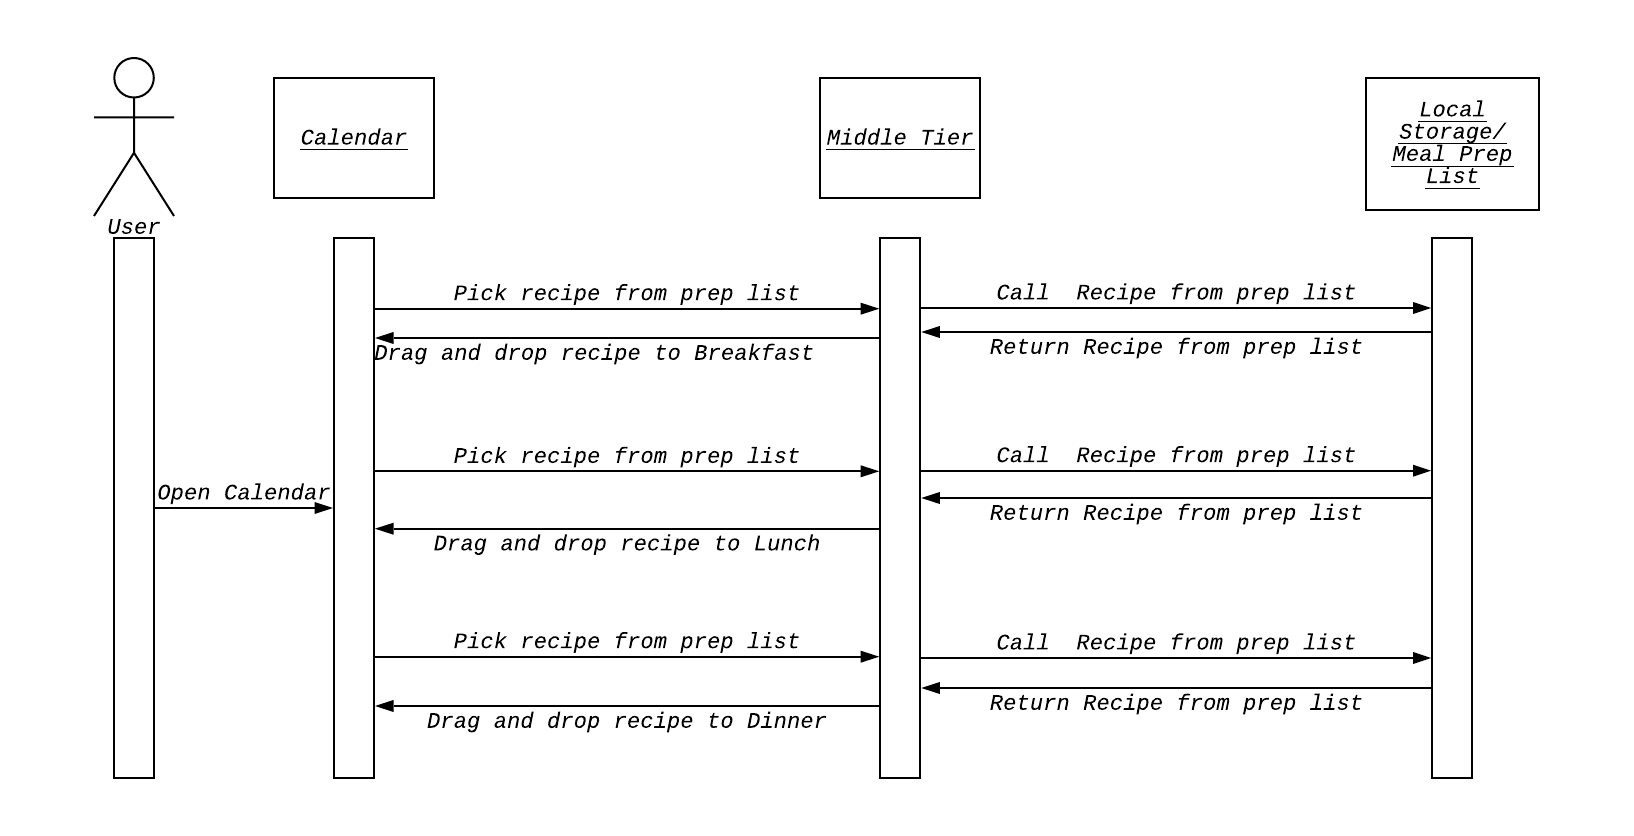 User
Calendar
Middle Tier
Local
Storage/
Meal Prep
List
Pick recipe from prep list
Call  Recipe from prep list
Drag and drop recipe to Breakfast
Return Recipe from prep list
Pick recipe from prep list
Call  Recipe from prep list
Open Calendar
Return Recipe from prep list
Drag and drop recipe to Lunch
Pick recipe from prep list
Call  Recipe from prep list
Return Recipe from prep list
Drag and drop recipe to Dinner